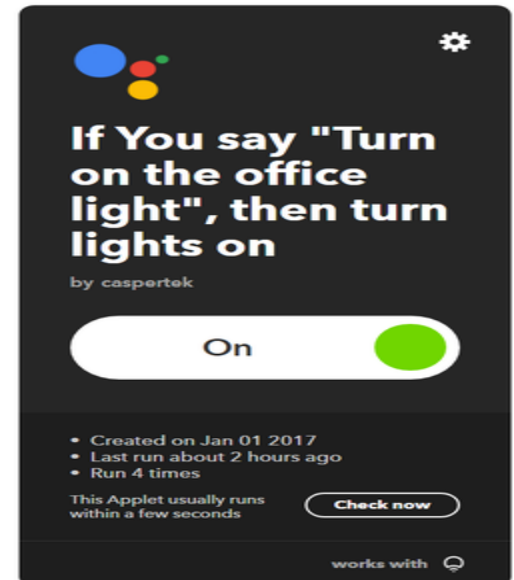 If You say "Turn
on the office
light", then turn
lights on
by caspertek
On
• Created on Jan 01 2017
• Last run about 2 hours ago
• Run 4 times
This Applet usually runs
within a few seconds
Check now
works with